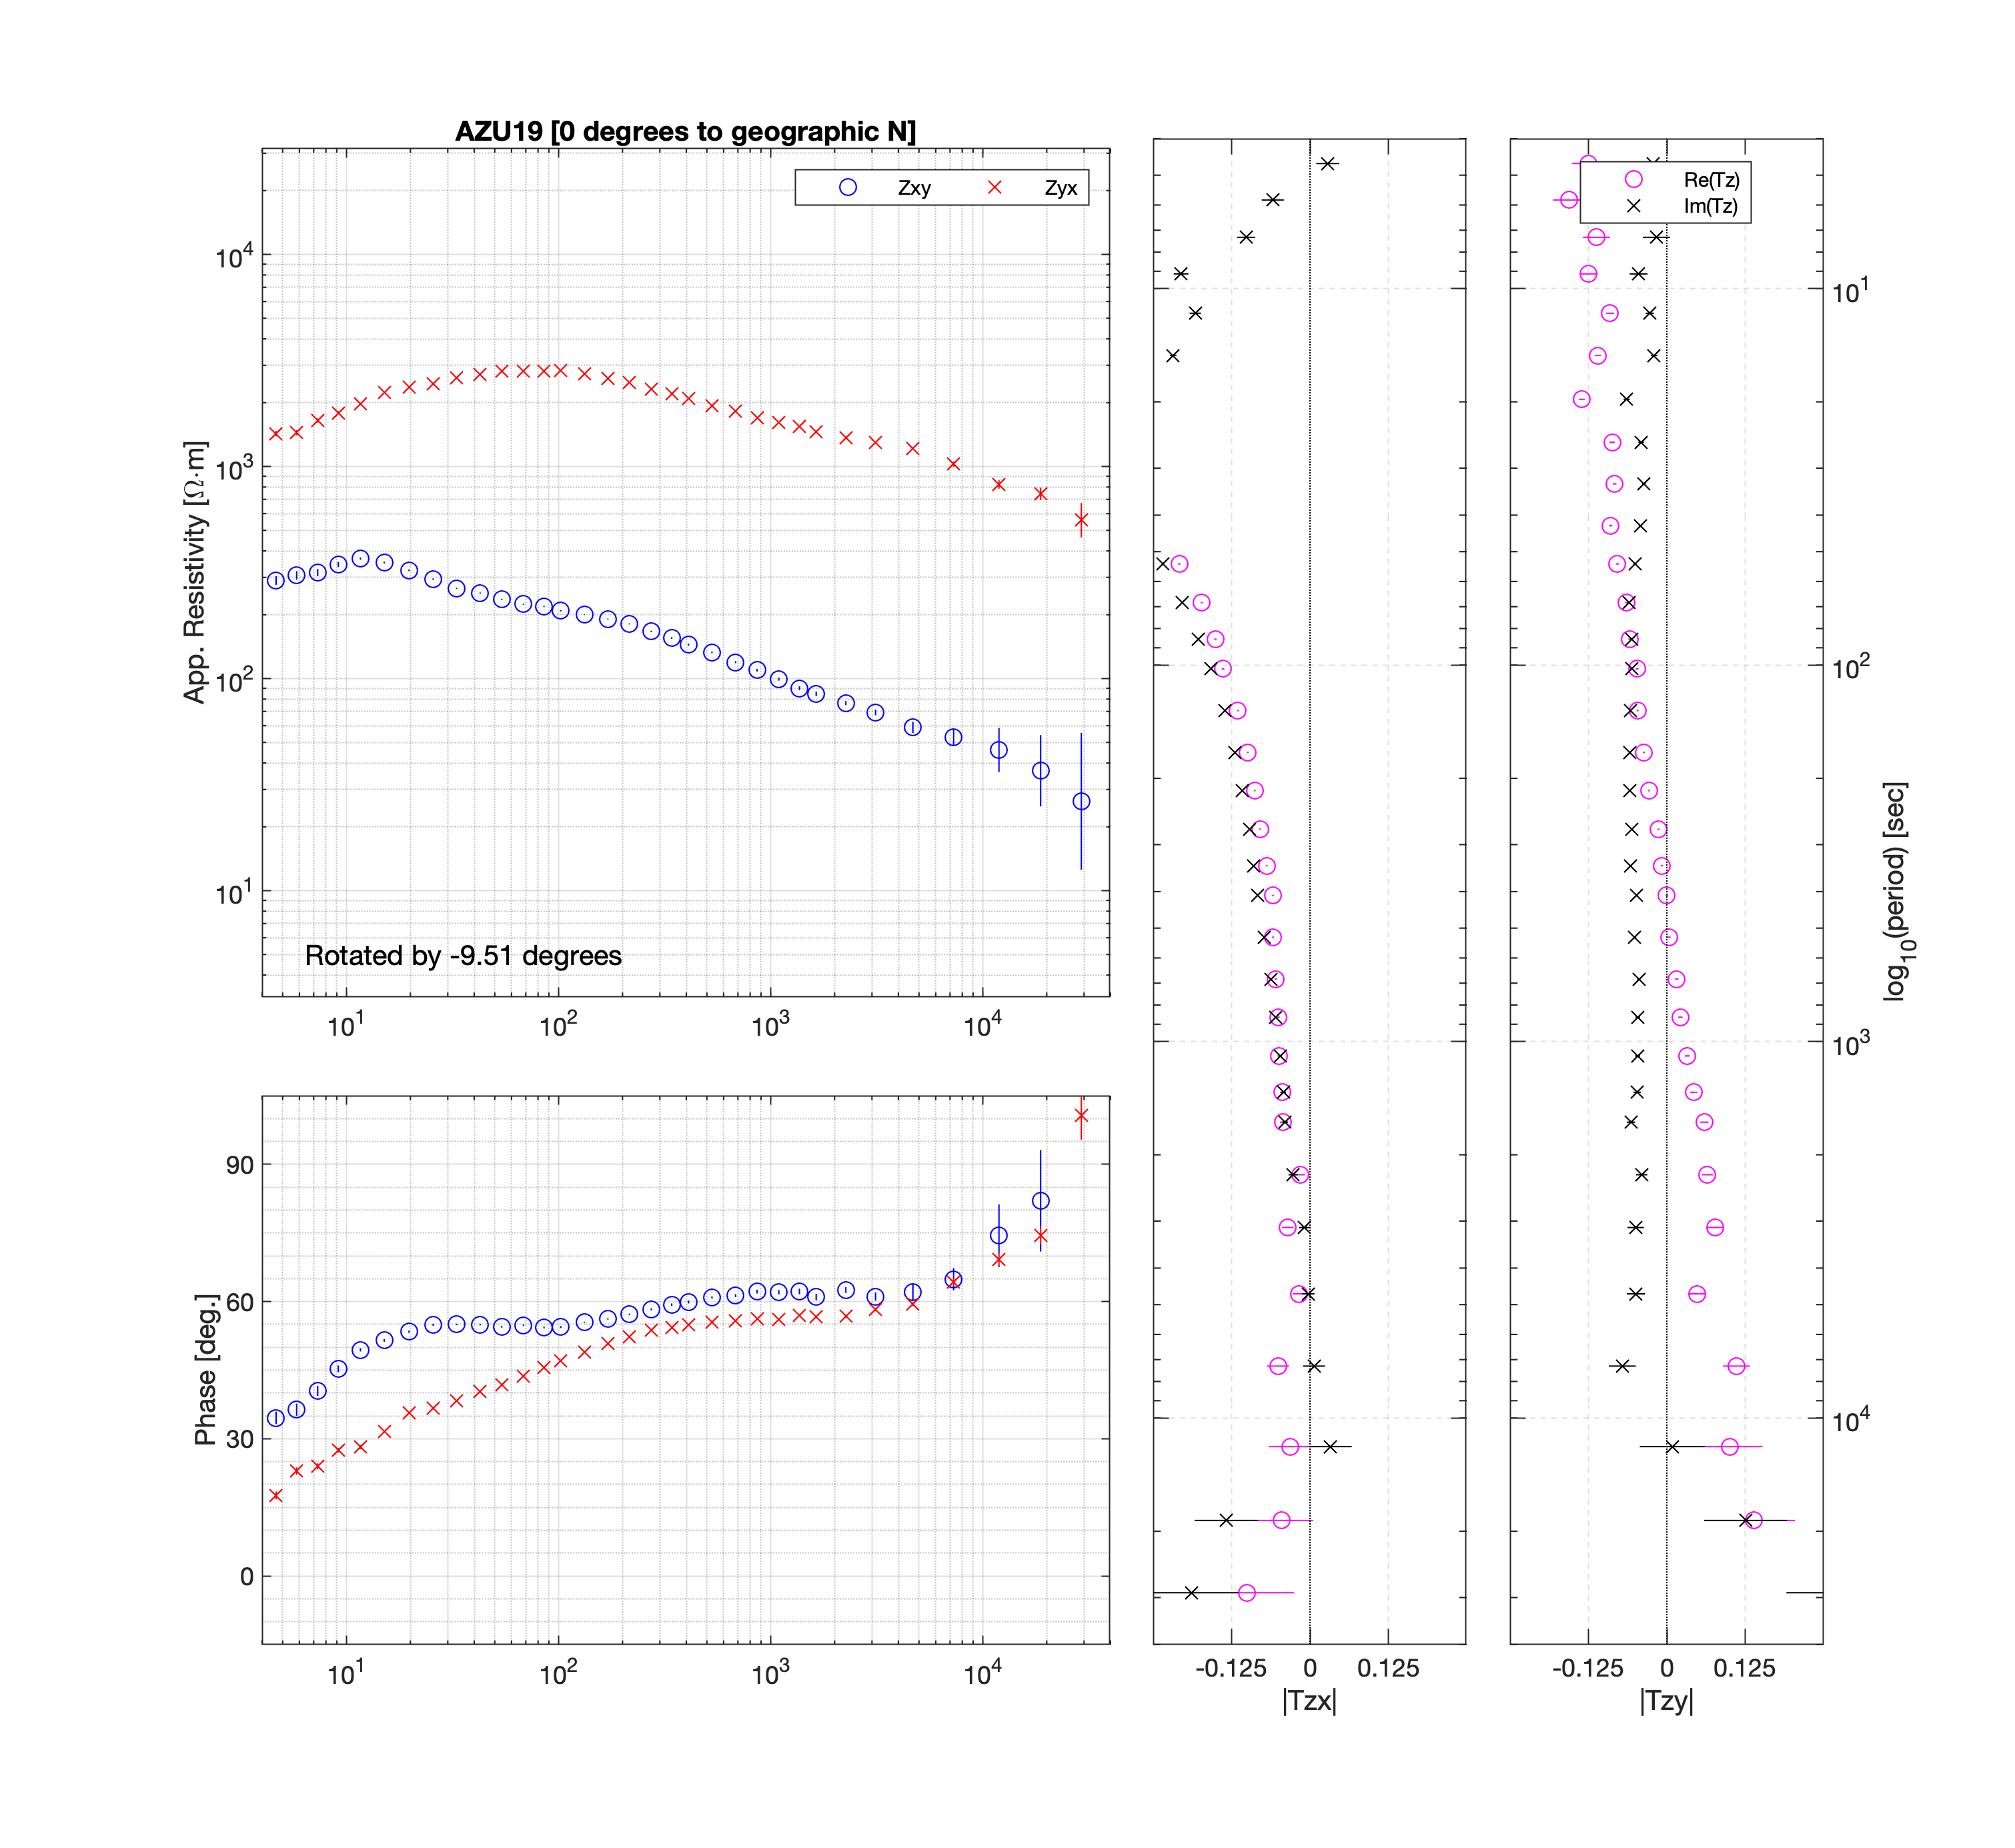 AZU19 [0 degrees to geographic N]
Zxy Zyx
App. Resistivity [Ω·m]
10^4
10^3
10^2
10^1
Rotated by -9.51 degrees
10^1 10^2 10^3 10^4
Phase [deg.]
90
60
30
0
10^1 10^2 10^3 10^4
-0.125 0 0.125
|Tzx|
Re(Tz)
Im(Tz)
-0.125 0 0.125
|Tzy|
10^1
10^2
10^3
10^4
log10(period) [sec]